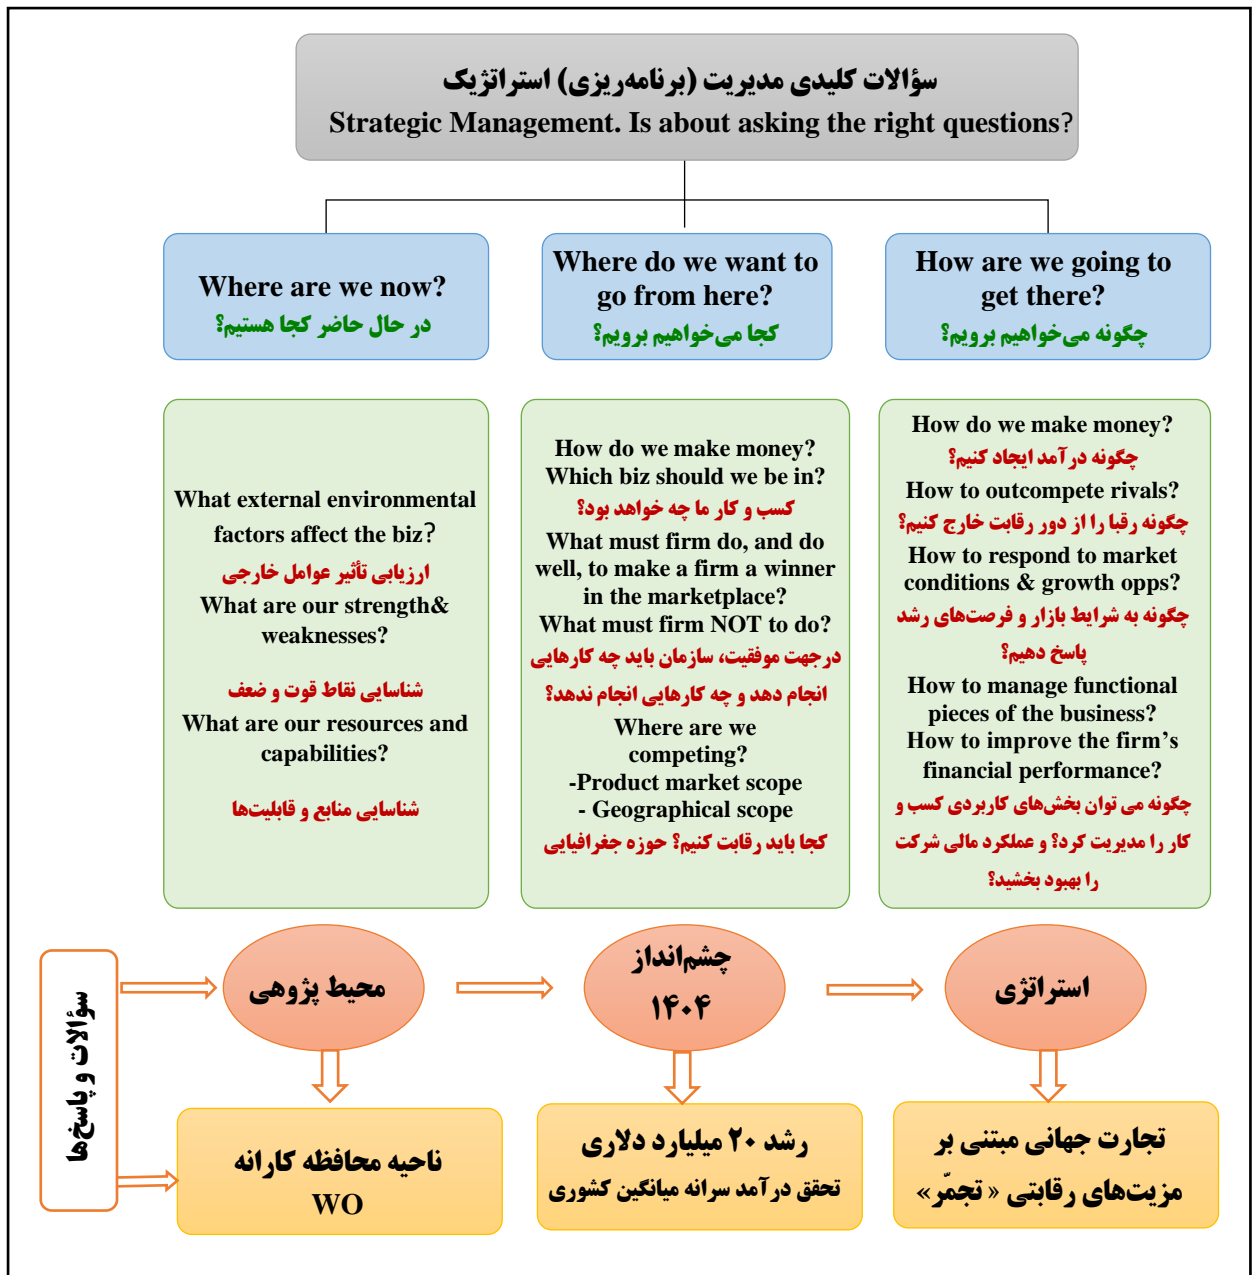 سؤالات کلیدی مدیریت (برنامه‌ریزی) استراتژیک
Strategic Management. Is about asking the right questions?
Where are we now?
در حال حاضر کجا هستیم؟
Where do we want to
go from here?
کجا می‌خواهیم برویم؟
How are we going to
get there?
چگونه می‌خواهیم برویم؟
What external environmental
factors affect the biz?
ارزیابی تأثیر عوامل خارجی
What are our strength&
weaknesses?
شناسایی نقاط قوت و ضعف
What are our resources and
capabilities?
شناسایی منابع و قابلیت‌ها
How do we make money?
Which biz should we be in?
کسب و کار ما چه خواهد بود؟
What must firm do, and do
well, to make a firm a winner
in the marketplace?
What must firm NOT to do?
درجهت موفقیت، سازمان باید چه کارهایی
انجام دهد و چه کارهایی انجام ندهد؟
Where are we
competing?
-Product market scope
- Geographical scope
کجا باید رقابت کنیم؟ حوزه جغرافیایی
How do we make money?
چگونه درآمد ایجاد کنیم؟
How to outcompete rivals?
چگونه رقبا را از دور رقابت خارج کنیم؟
How to respond to market
conditions & growth opps?
چگونه به شرایط بازار و فرصت‌های رشد
پاسخ دهیم؟
How to manage functional
pieces of the business?
How to improve the firm's
financial performance?
چگونه می توان بخش‌های کاربردی کسب و
کار را مدیریت کرد؟ و عملکرد مالی شرکت
را بهبود بخشید؟
سؤالات و پاسخ‌ها
محیط پژوهی
چشم‌انداز
۱۴۰۴
استراتژی
ناحیه محافظه کارانه
WO
رشد ۲۰ میلیارد دلاری
تحقق درآمد سرانه میانگین کشوری
تجارت جهانی مبتنی بر
مزیت‌های رقابتی « تجمّر»